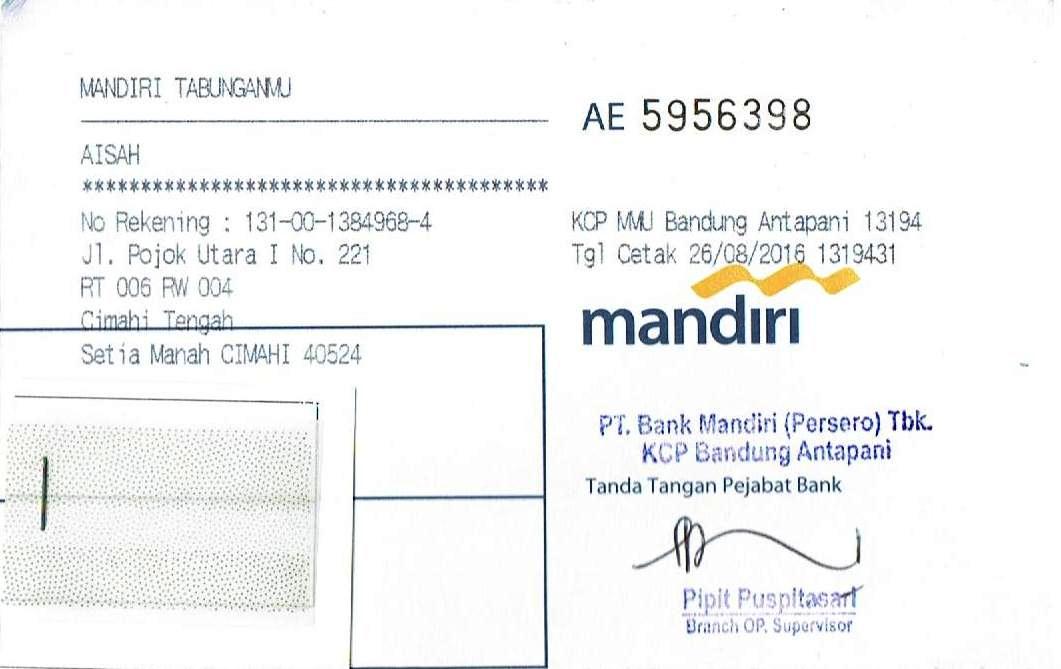 MANDIRI TABUNGANMU
AISAH
****************************************
No Rekening : 131-00-1384968-4
Jl. Pojok Utara I No. 221
RT 006 RW 004
Cimahi Tengah
Setia Manah CIMAHI 40524
AE 5956398
KCP MMU Bandung Antapani 13194
Tgl Cetak 26/08/2016 1319431
mandiri
PT. Bank Mandiri (Persero) Tbk.
KCP Bandung Antapani
Tanda Tangan Pejabat Bank
Pipit Puspitasari
Branch OP. Supervisor